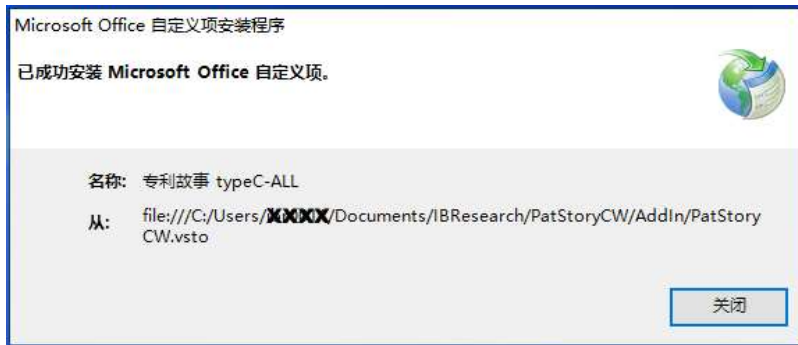 Microsoft Office 自定义项安装程序
已成功安装 Microsoft Office 自定义项。
名称: 专利故事 typeC-ALL
从: file:///C:/Users/XXXX/Documents/IBResearch/PatStoryCW/AddIn/PatStory
CW.vsto
关闭